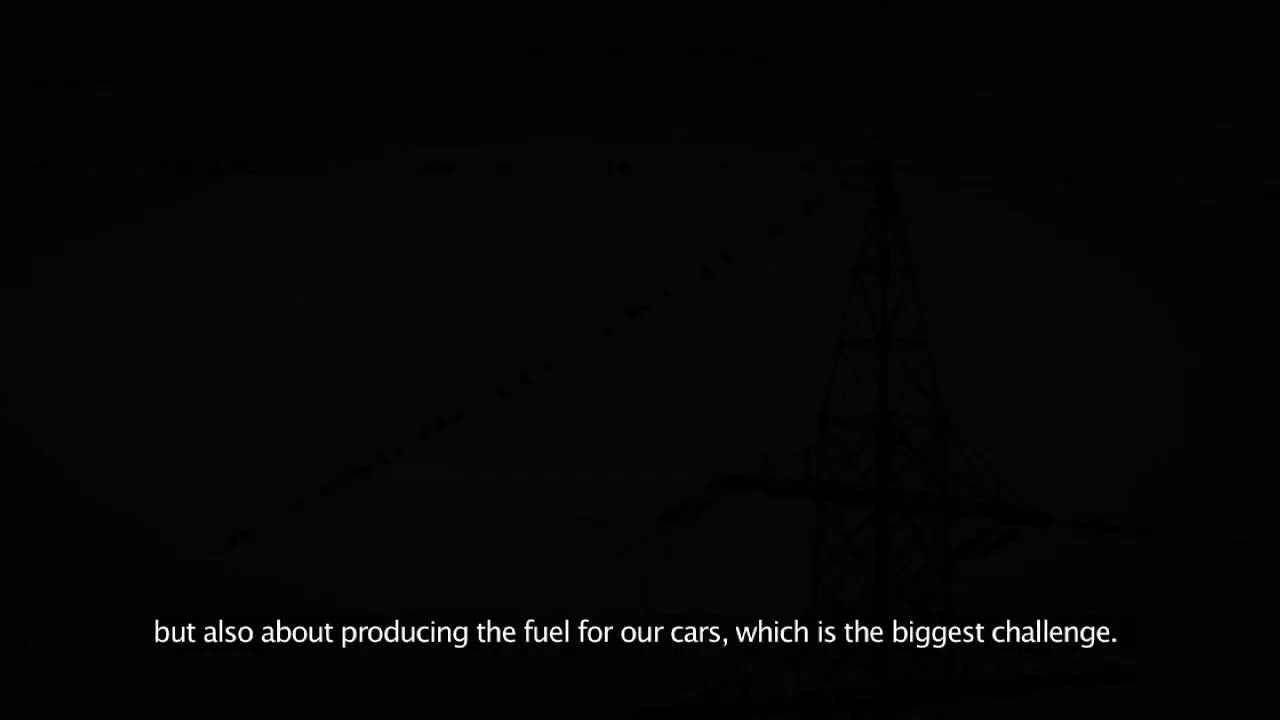 but also about producing the fuel for our cars, which is the biggest challenge.